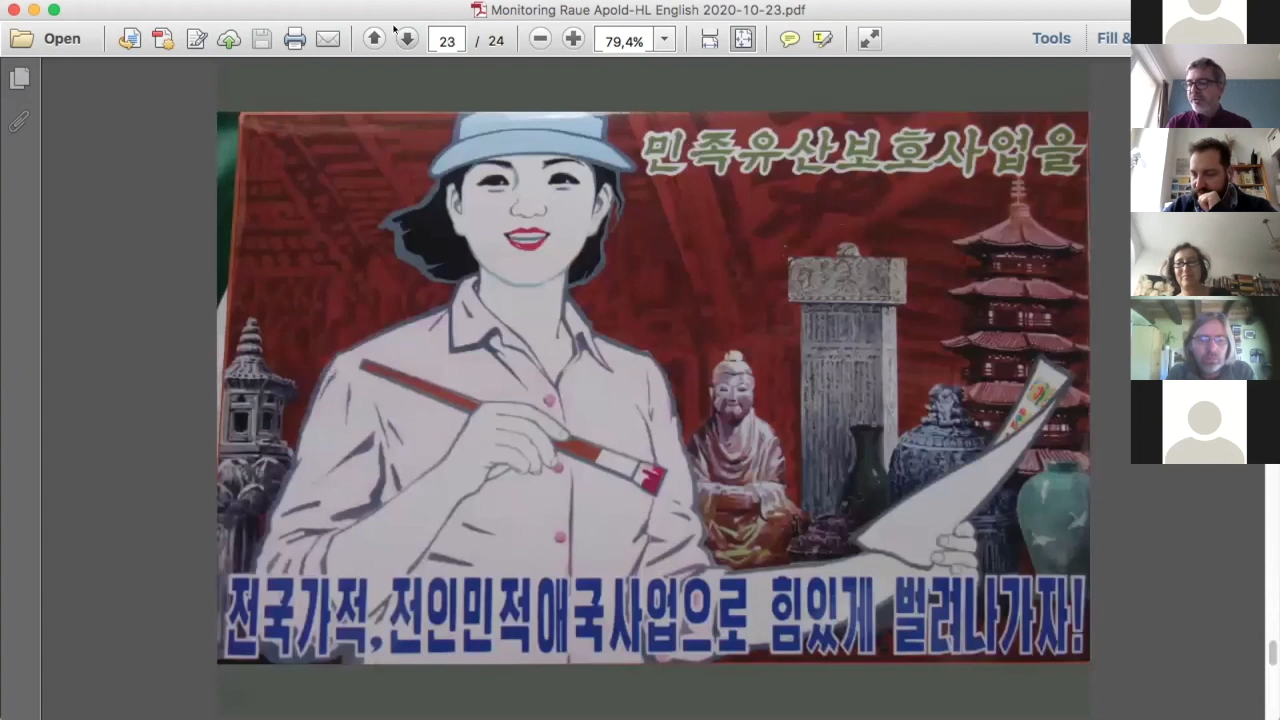 Monitoring Raue Apold-HL English 2020-10-23.pdf
Open
23 / 24
79,4%
Tools
Fill &
민족유산보호사업을
전국가적, 전인민적애국사업으로 힘있게 벌려나가자!